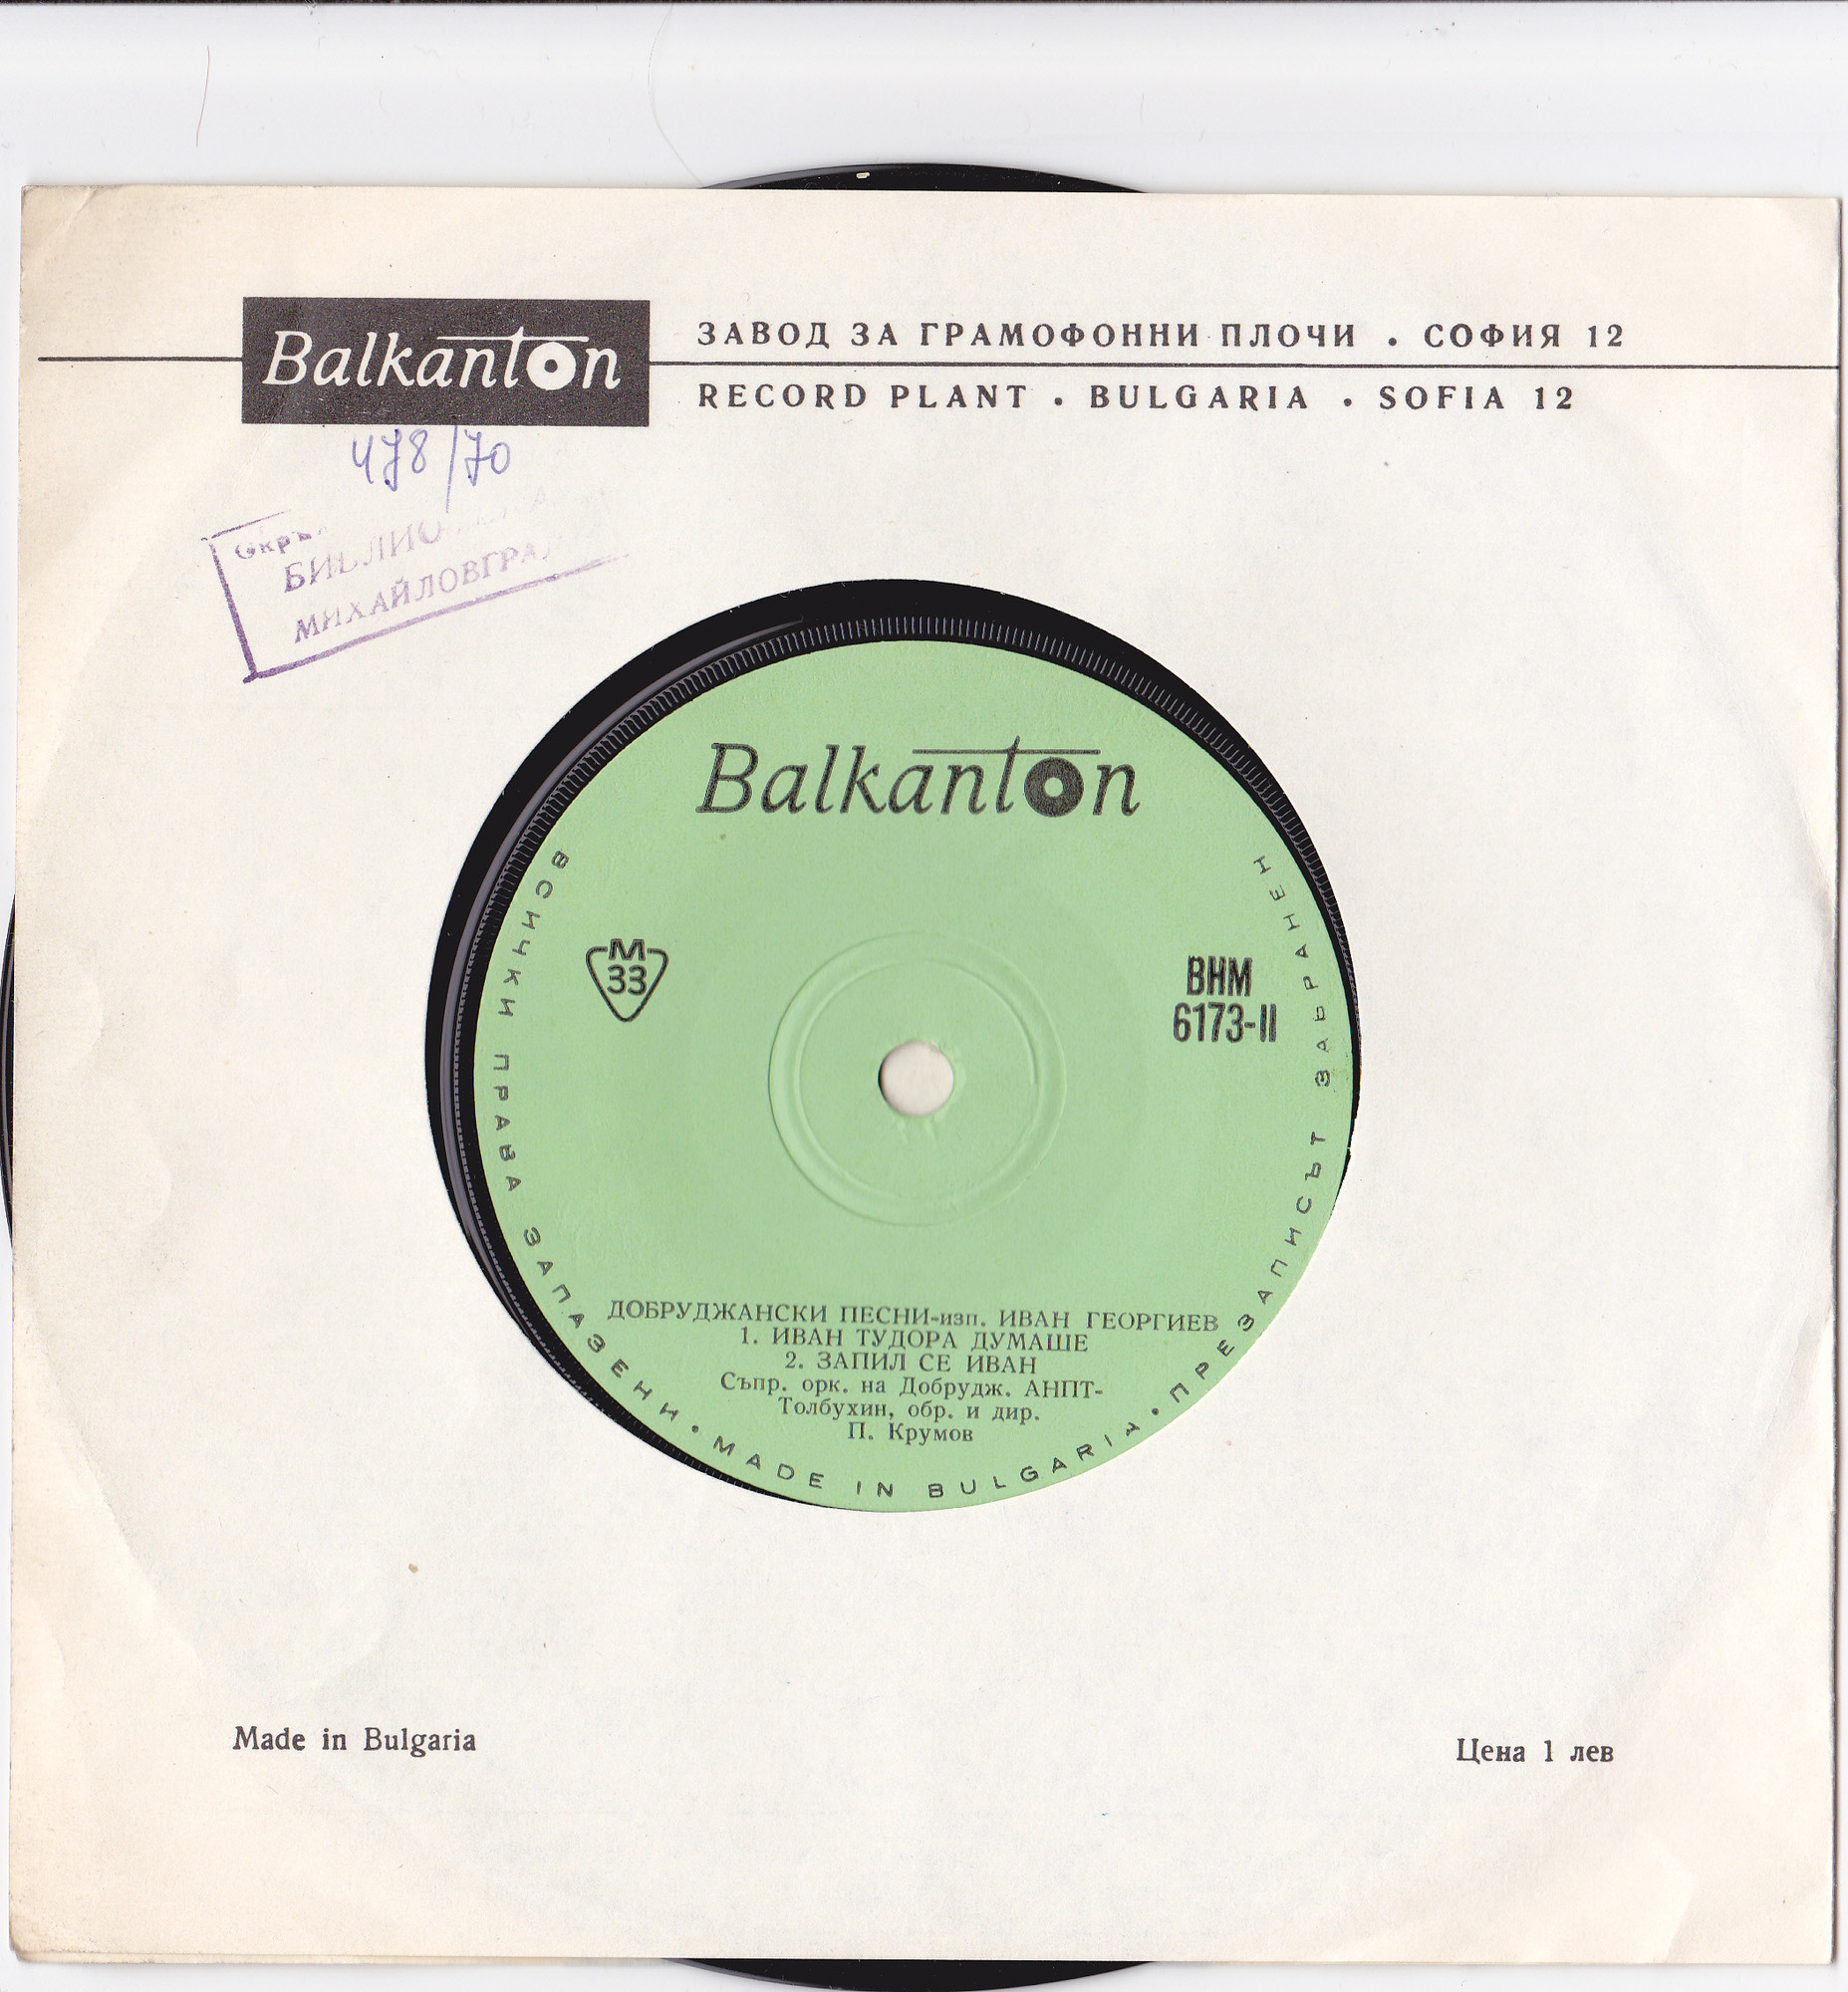 Balkanton
ЗАВОД ЗА ГРАМОФОННИ ПЛОЧИ . СОФИЯ 12
RECORD PLANT . BULGARIA . SOFIA 12
478/70
МИХАЙЛОВГРА
Balkanton
М
33
ВНМ
6173-II
ДОБРУДЖАНСКИ ПЕСНИ-изп. ИВАН ГЕОРГИЕВ
1. ИВАН ТУДОРА ДУМАШЕ
2. ЗАПИЛ СЕ ИВАН
Съпр. орк. на Добрудж. АНПТ-
Толбухин, обр. и дир.
П. Крумов
ВСИЧКИ ПРАВА ЗАПАЗЕНИ • MADE IN BULGARIA • ПРЕЗАПИСЪТ ЗАБРАНЕН
Made in Bulgaria
Цена 1 лев